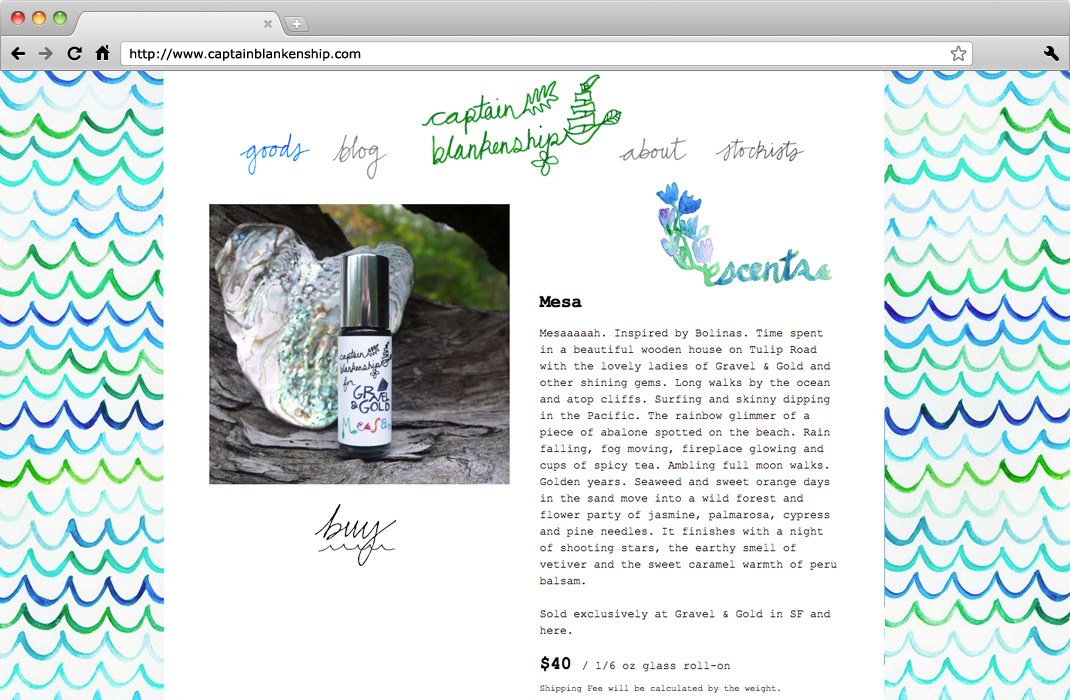 http://www.captainblankenship.com
captain
blankenship
goods
blog
about
stockists
scents
captain
blankenship
for
GRAVEL
& GOLD
Mesa
buy
Mesa
Mesaaaaah. Inspired by Bolinas. Time spent
in a beautiful wooden house on Tulip Road
with the lovely ladies of Gravel & Gold and
other shining gems. Long walks by the ocean
and atop cliffs. Surfing and skinny dipping
in the Pacific. The rainbow glimmer of a
piece of abalone spotted on the beach. Rain
falling, fog moving, fireplace glowing and
cups of spicy tea. Ambling full moon walks.
Golden years. Seaweed and sweet orange days
in the sand move into a wild forest and
flower party of jasmine, palmarosa, cypress
and pine needles. It finishes with a night
of shooting stars, the earthy smell of
vetiver and the sweet caramel warmth of peru
balsam.
Sold exclusively at Gravel & Gold in SF and
here.
$40 / 1/6 oz glass roll-on
Shipping Fee will be calculated by the weight.